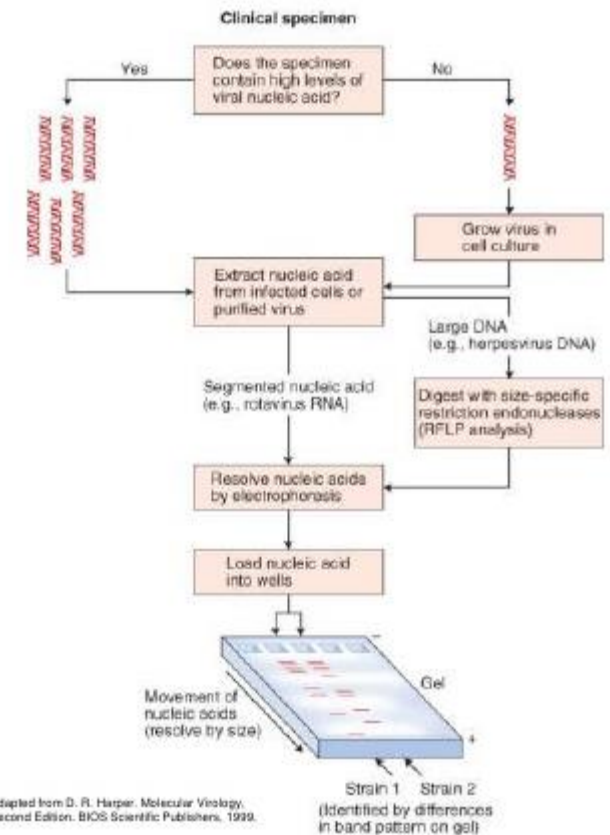 Clinical specimen
Does the specimen
contain high levels of
viral nucleic acid?
Yes
No
Grow virus in
cell culture
Extract nucleic acid
from infected cells or
purified virus
Large DNA
(e.g., herpesvirus DNA)
Segmented nucleic acid
(e.g., rotavirus RNA)
Digest with size-specific
restriction endonucleases
(RFLP analysis)
Resolve nucleic acids
by electrophoresis
Load nucleic acid
into wells
−
Gel
Movement of
nucleic acids
(resolve by size)
+
Strain 1
Strain 2
(Identified by differences
in band pattern on gel)
dapted from D. R. Harper. Molecular Virology,
econd Edition. BIOS Scientific Publishers, 1999.